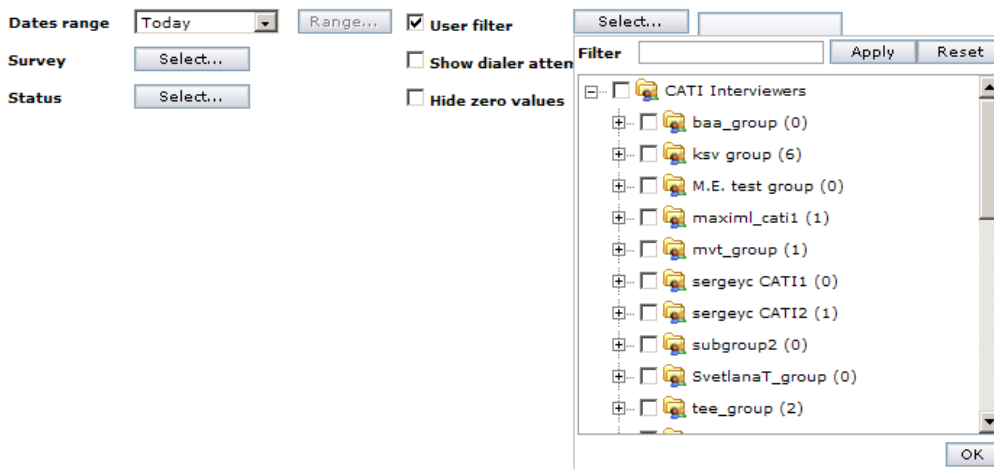 Dates range Today Range... User filter Select...
Survey Select... Show dialer atten
Status Select... Hide zero values
Filter Apply Reset
CATI Interviewers
baa_group (0)
ksv group (6)
M.E. test group (0)
maximl_cati1 (1)
mvt_group (1)
sergeyc CATI1 (0)
sergeyc CATI2 (1)
subgroup2 (0)
SvetlanaT_group (0)
tee_group (2)
OK